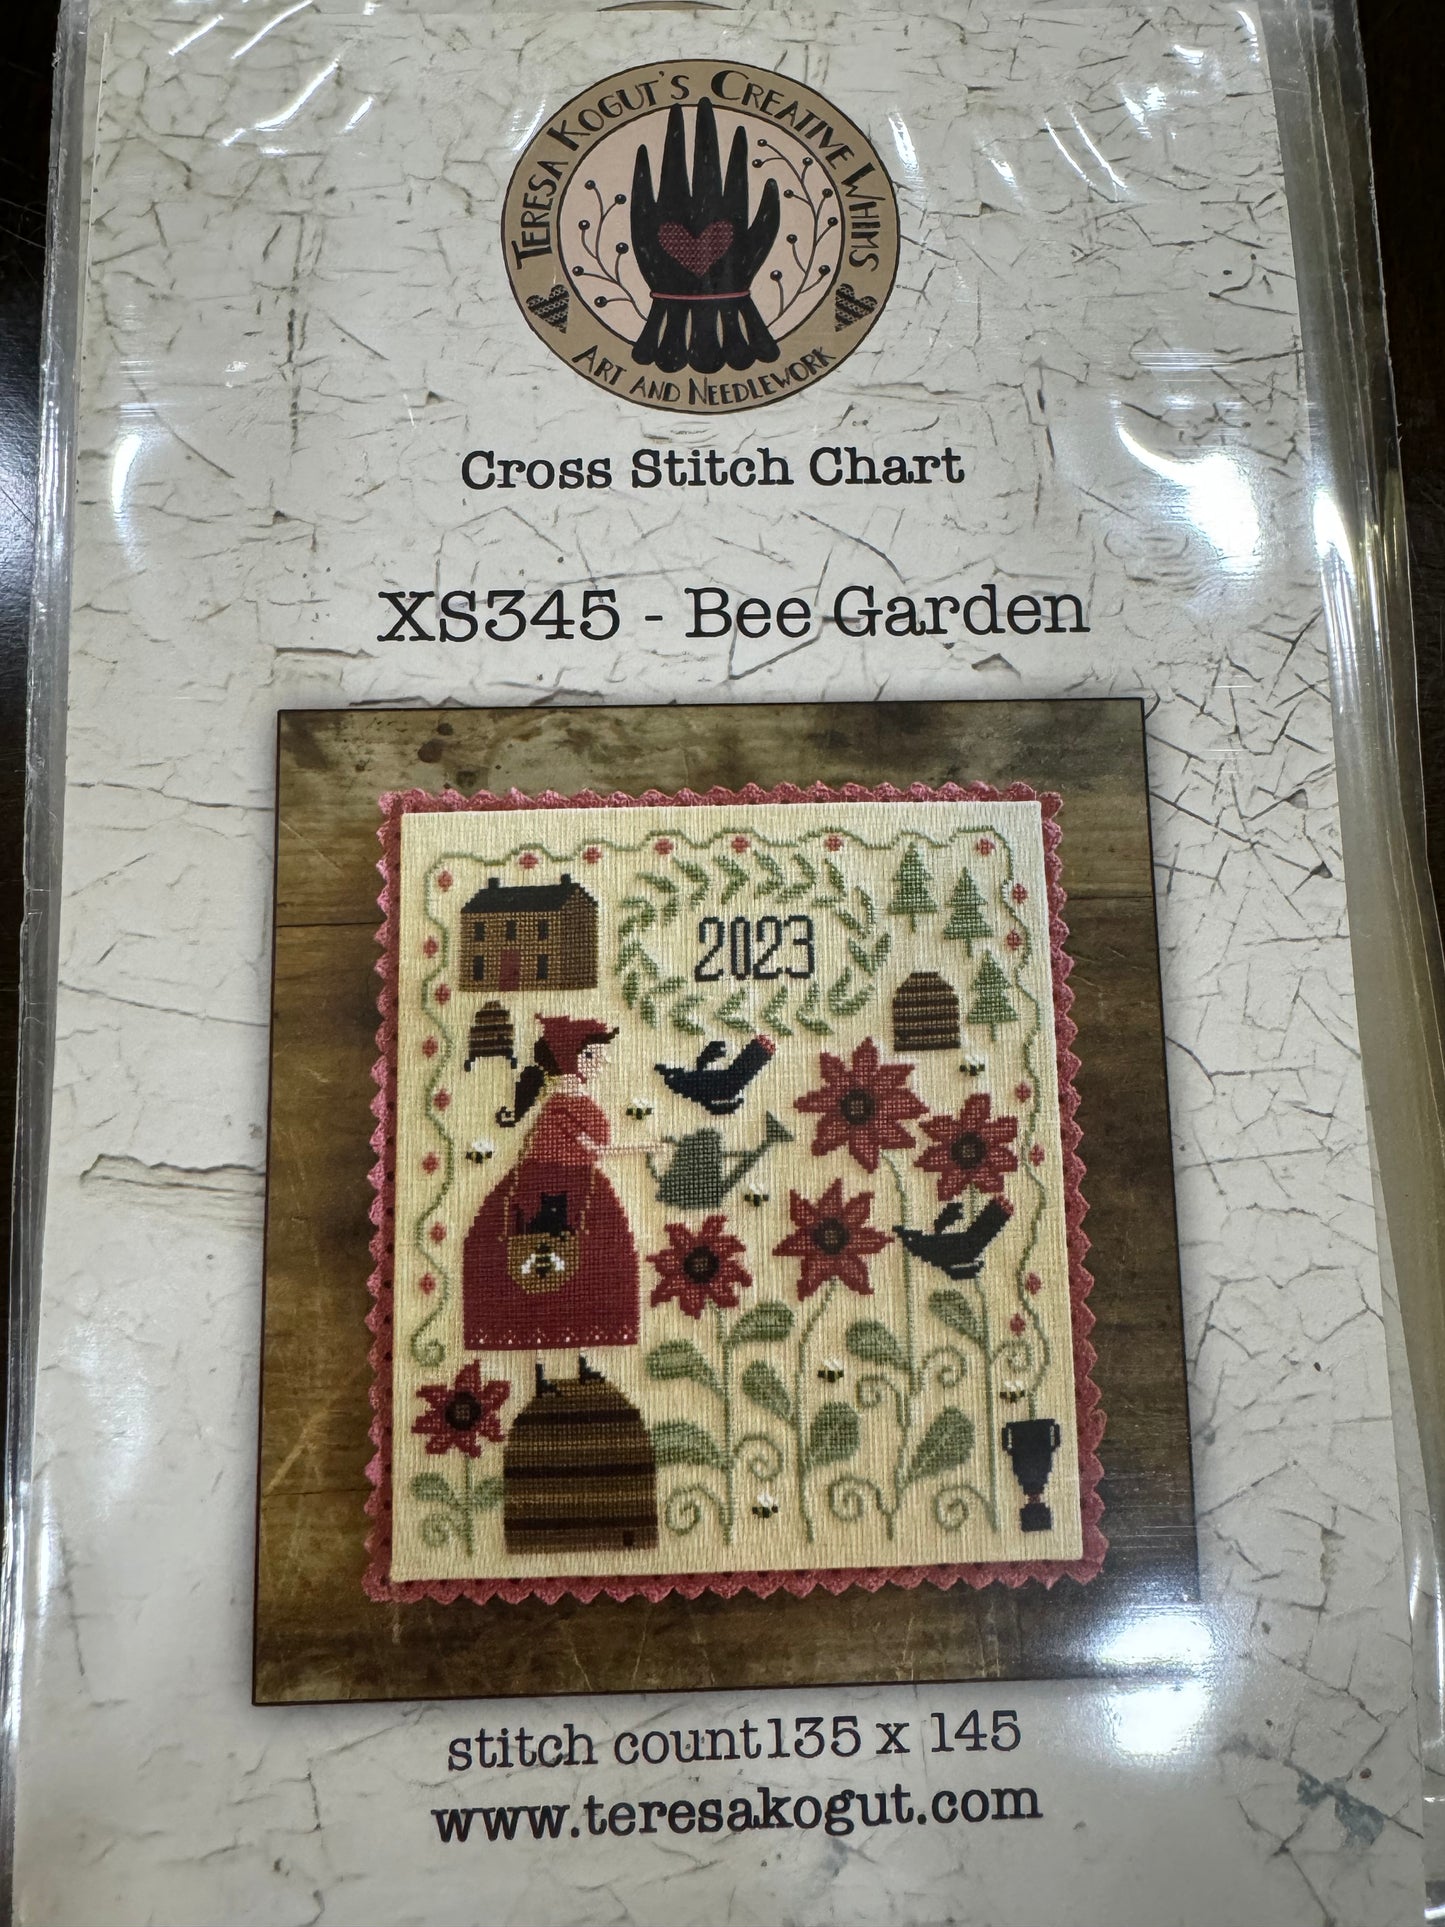 TERESA KOGUT'S CREATIVE WHIMS
ART AND NEEDLEWORK
Cross Stitch Chart
XS345 - Bee Garden
2023
stitch count135 x 145
www.teresakogut.com